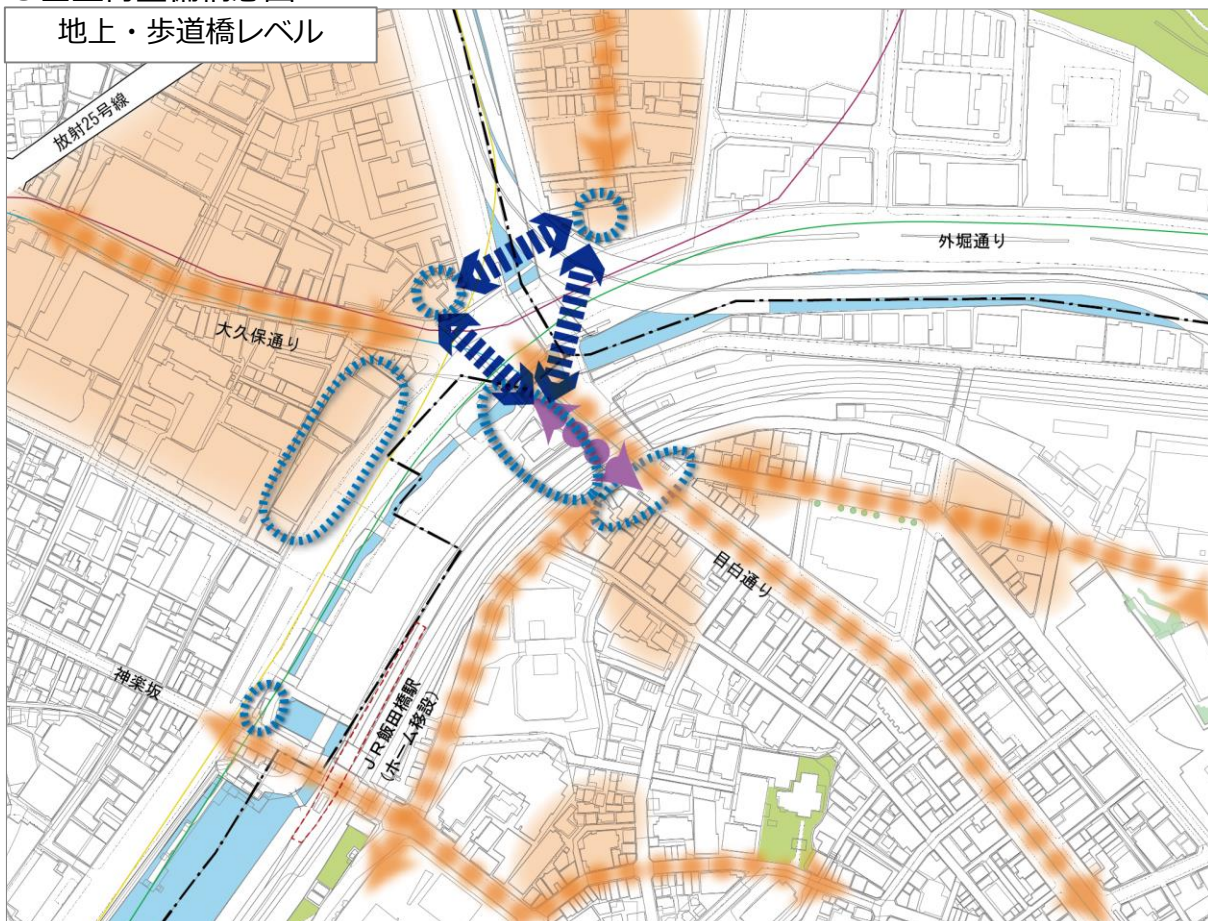 地上・歩道橋レベル
放射25号線
外堀通り
大久保通り
目白通り
神楽坂
JR飯田橋駅
(ホーム移設)